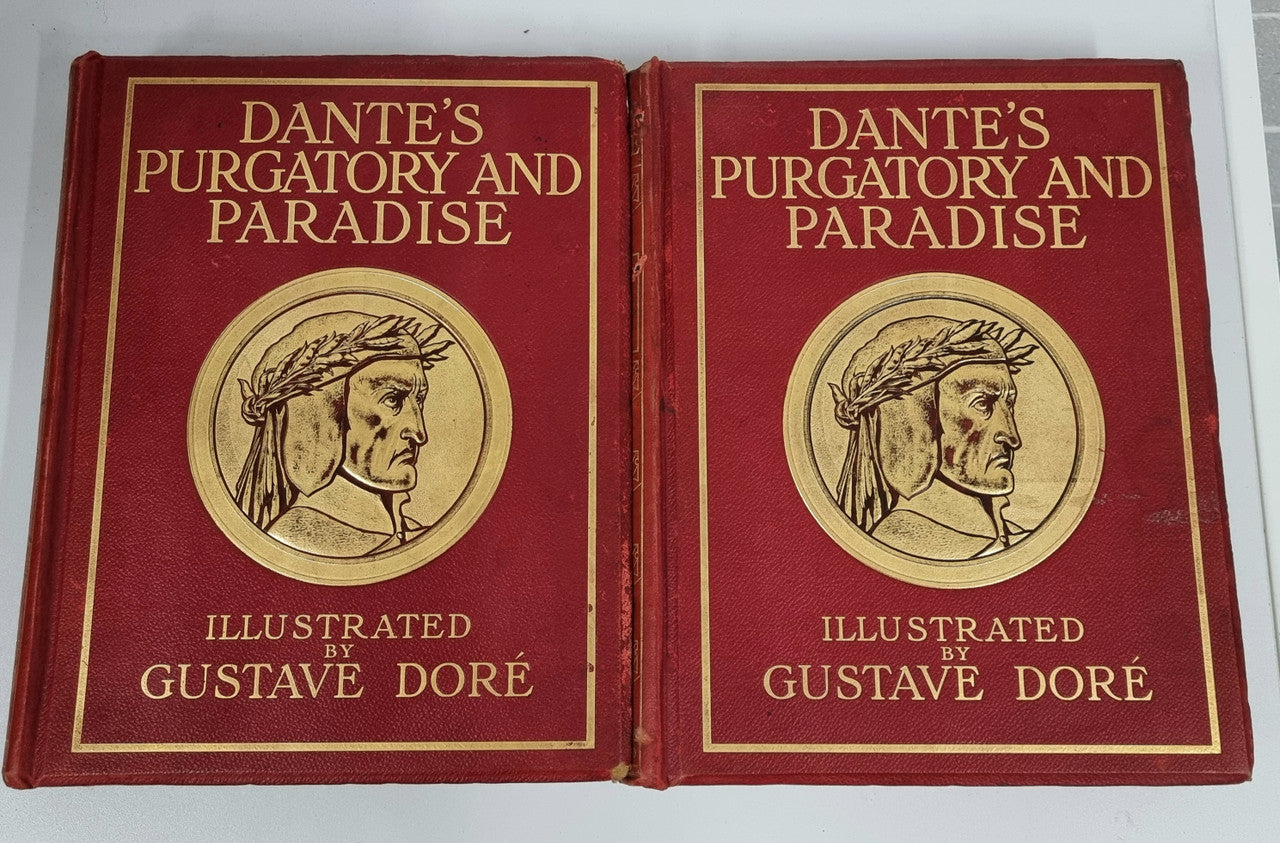 DANTE'S
PURGATORY AND
PARADISE
ILLUSTRATED
BY
GUSTAVE DORÉ
DANTE'S
PURGATORY AND
PARADISE
ILLUSTRATED
BY
GUSTAVE DORÉ